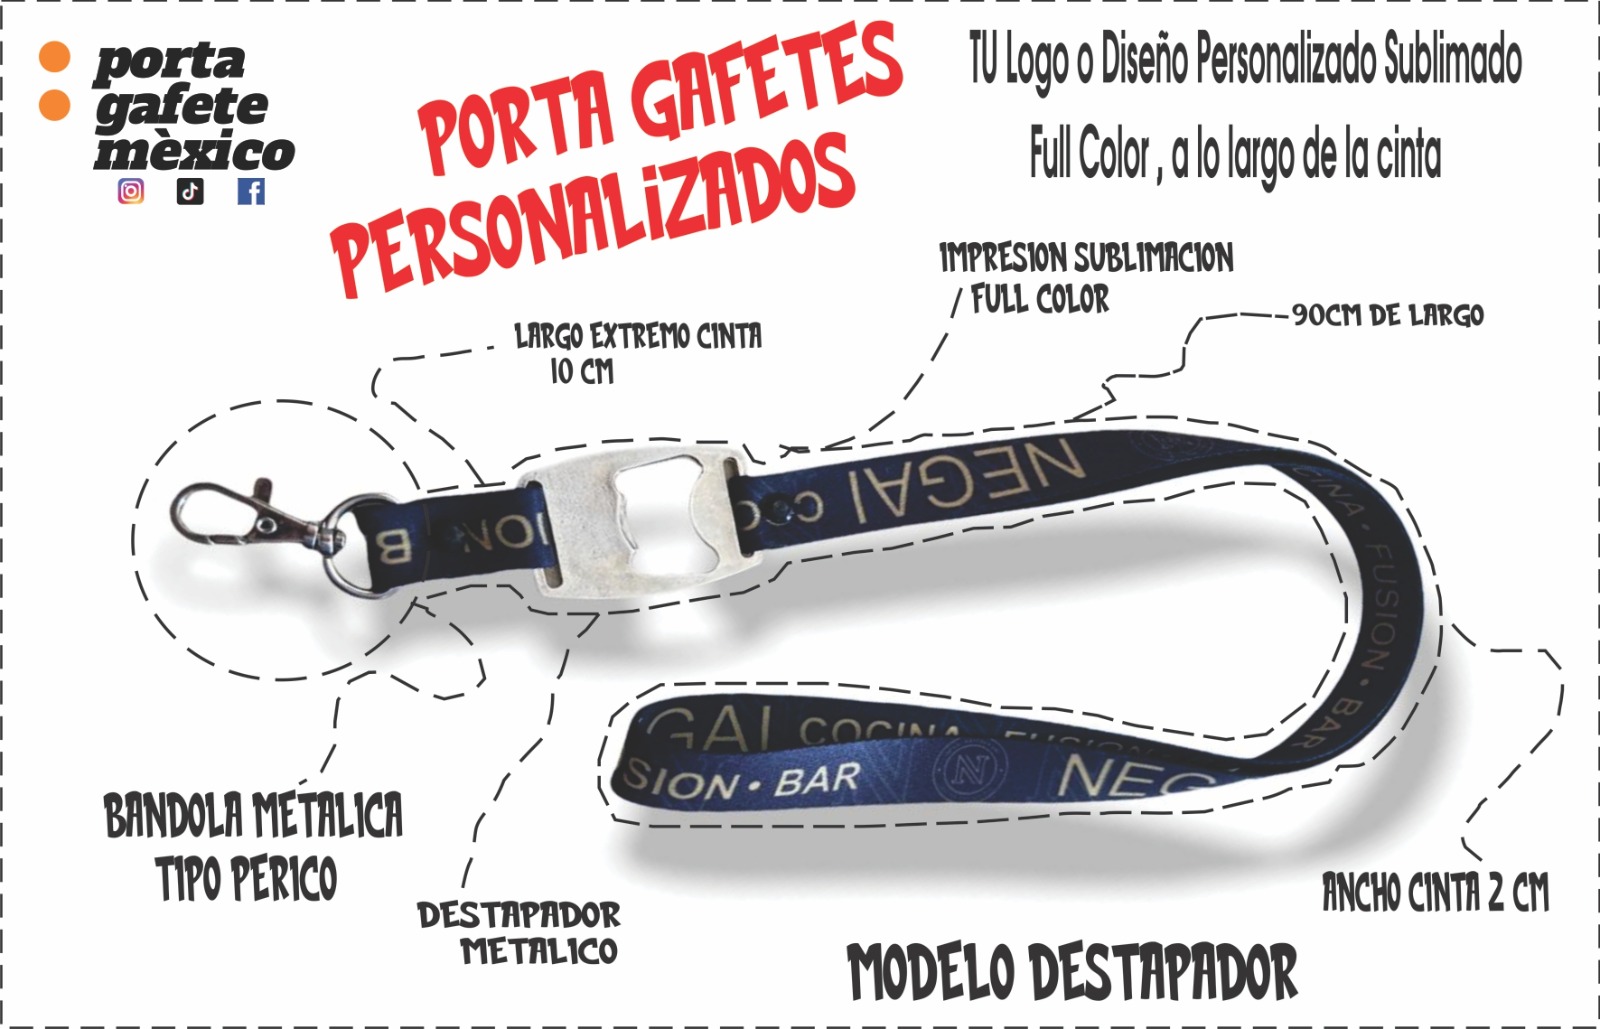 porta
gafete
mèxico
PORTA GAFETES
PERSONALiZADOS
TU Logo o Diseño Personalizado Sublimado
Full Color , a lo largo de la cinta
IMPRESION SUBLIMACION
FULL COLOR
90CM DE LARGO
LARGO EXTREMO CINTA
10 CM
B
ION
CO
NEGAI
INA • FUSION • BAR
GAI COCINA • FUSION
SION • BAR
N
NEG
BANDOLA METALICA
TIPO PERICO
DESTAPADOR
METALICO
ANCHO CINTA 2 CM
MODELO DESTAPADOR